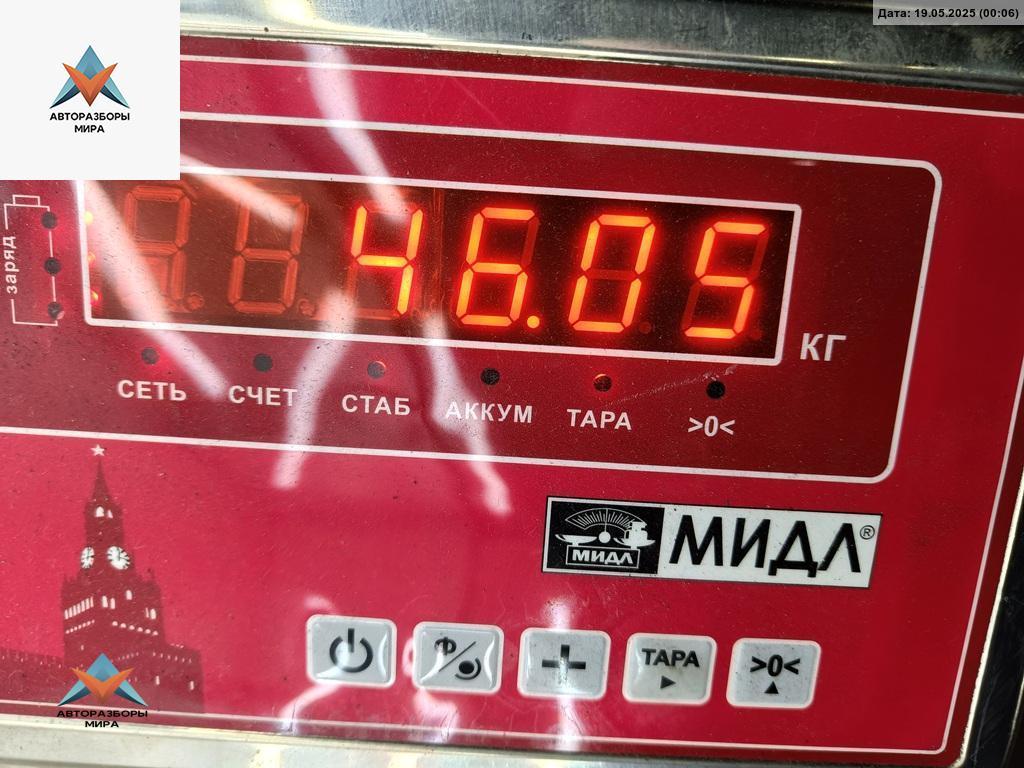 Дата: 19.05.2025 (00:06)
АВТОРАЗБОРЫ
МИРА
заряд
46.05
КГ
СЕТЬ СЧЕТ СТАБ АККУМ ТАРА >0<
МИДЛ МИДЛ®
Ф ТАРА >0<
АВТОРАЗБОРЫ
МИРА